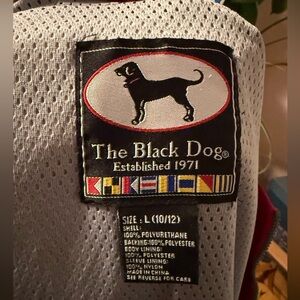 The Black Dog®
Established 1971
SIZE: L (10/12)
SHELL:
100% POLYURETHANE
BACKING:100% POLYESTER
BODY LINING:
100% POLYESTER
SLEEVE LINING:
100% NYLON
MADE IN CHINA
SEE REVERSE FOR CARE